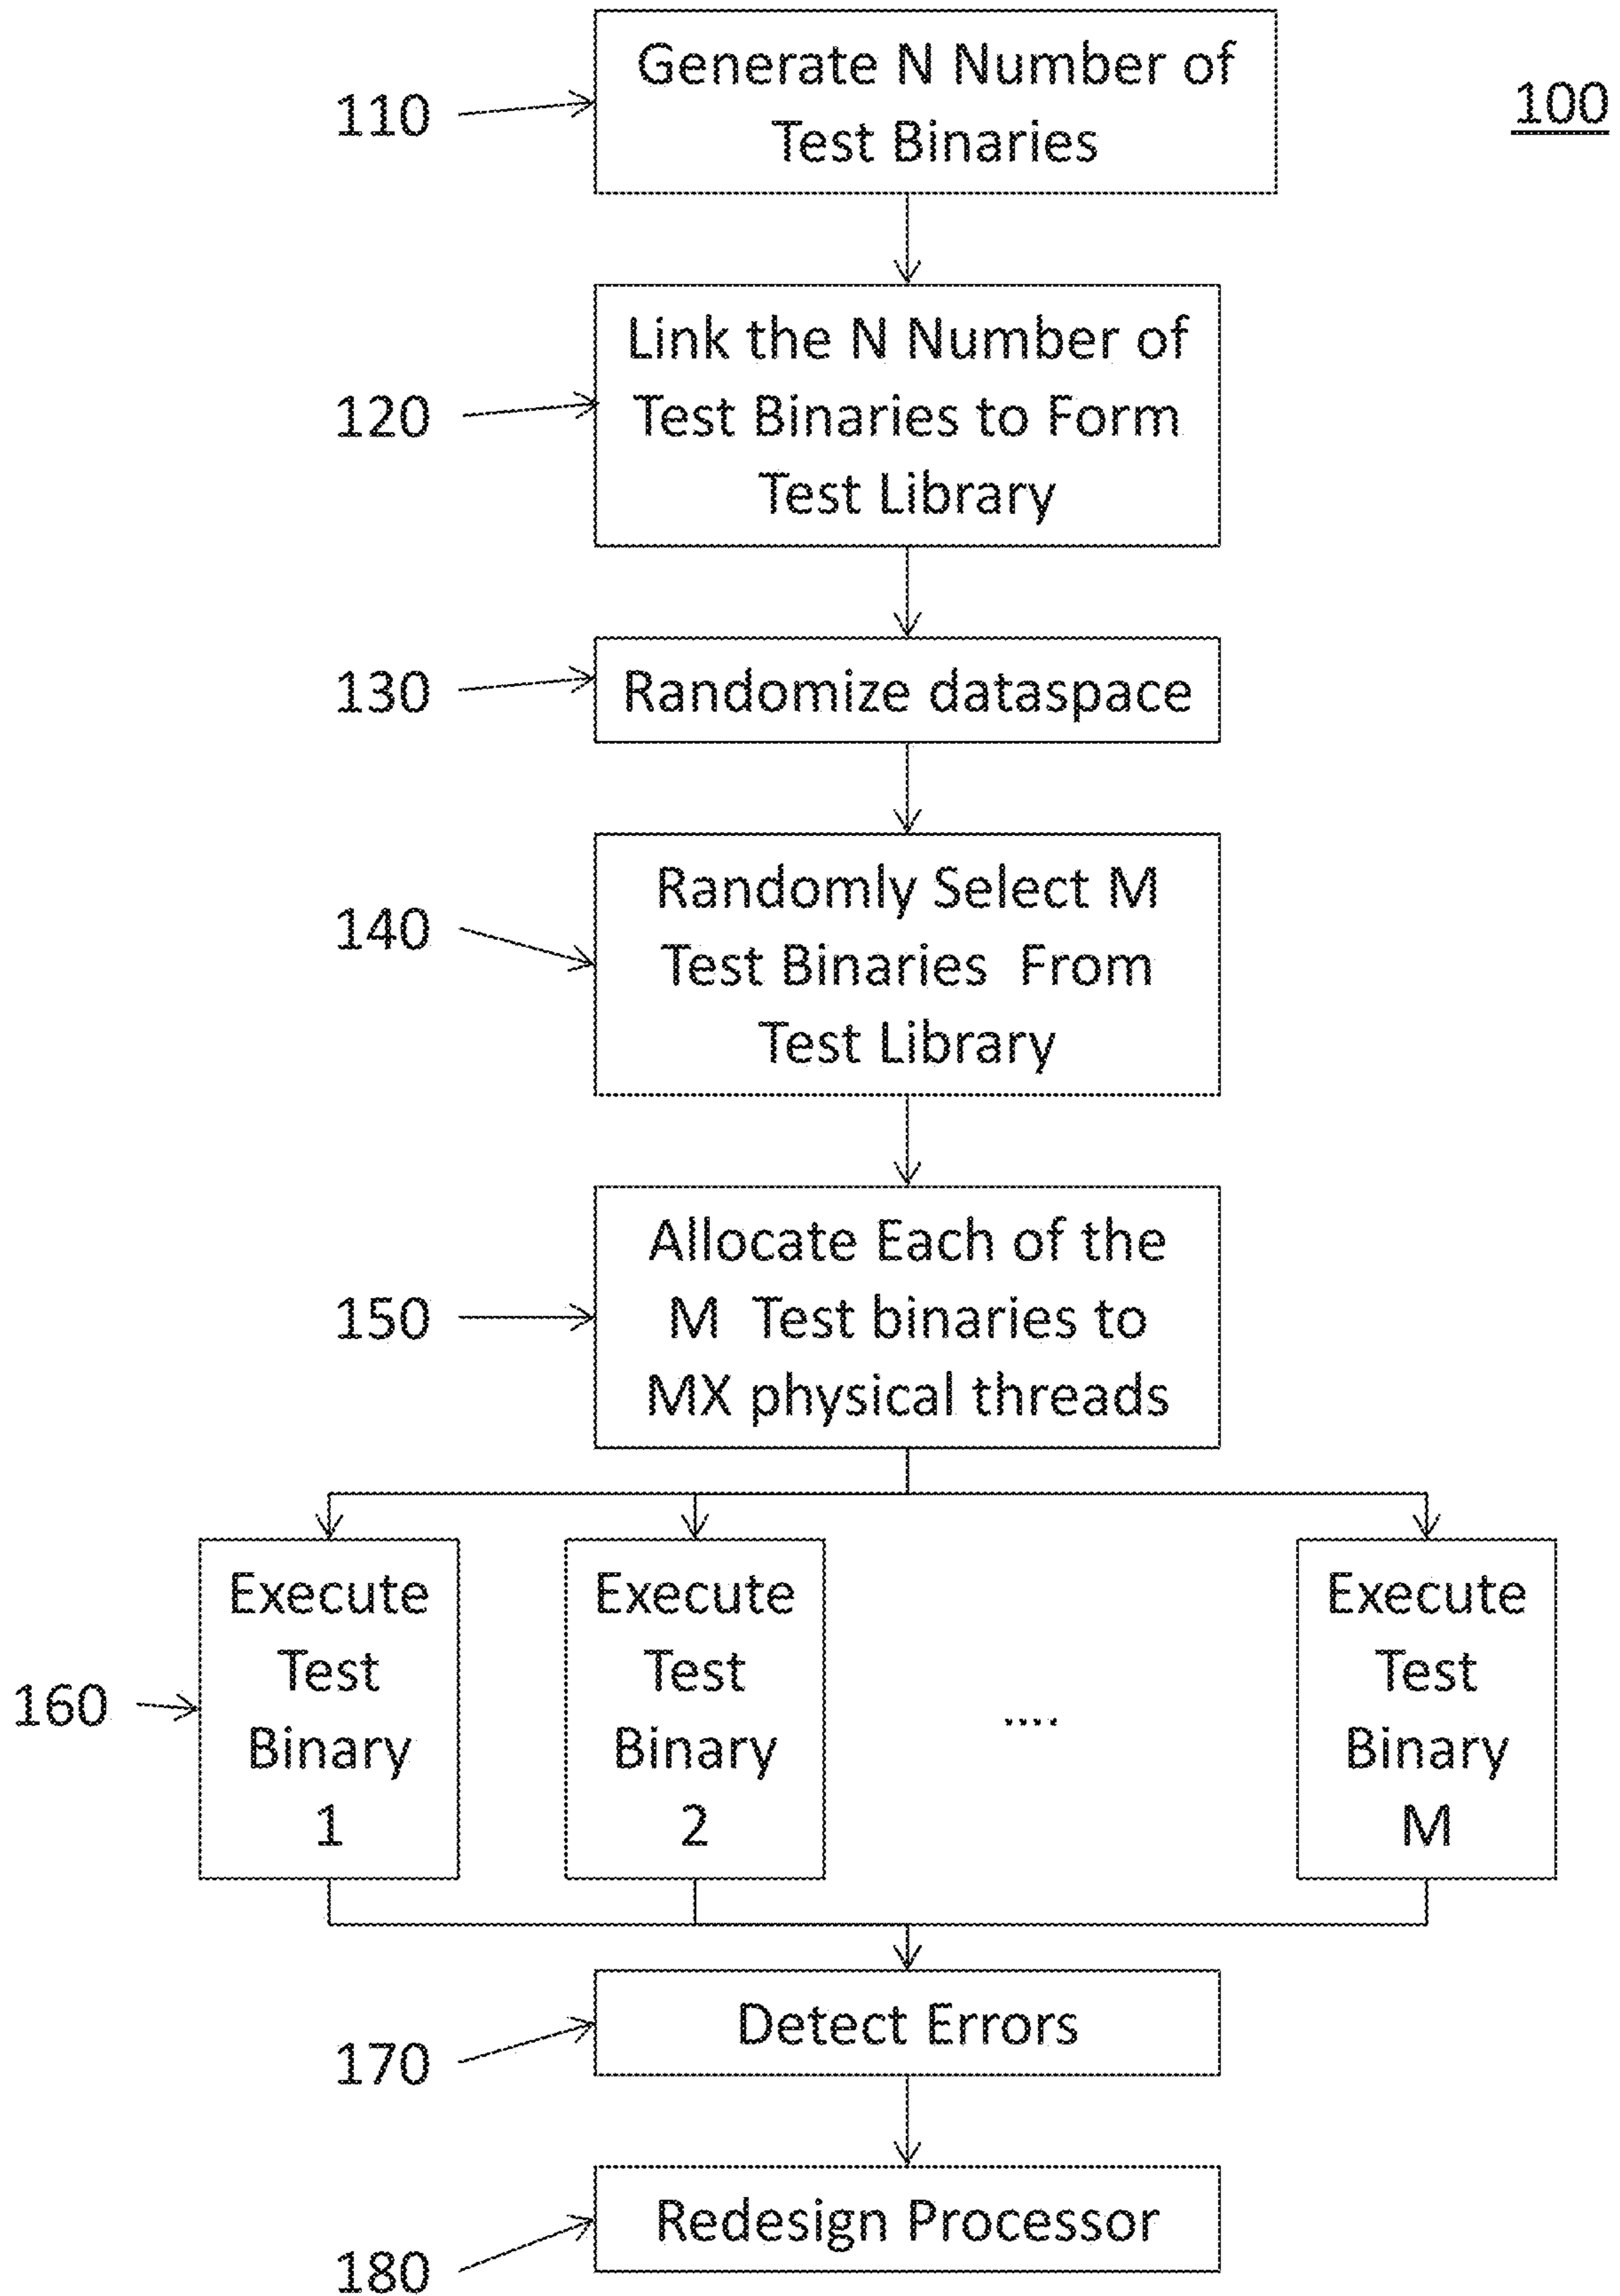 Generate N Number of
Test Binaries
110
100
Link the N Number of
Test Binaries to Form
Test Library
120
Randomize dataspace
130
Randomly Select M
Test Binaries From
Test Library
140
Allocate Each of the
M Test binaries to
MX physical threads
150
Execute
Test
Binary
1
Execute
Test
Binary
2
....
Execute
Test
Binary
M
160
Detect Errors
170
Redesign Processor
180